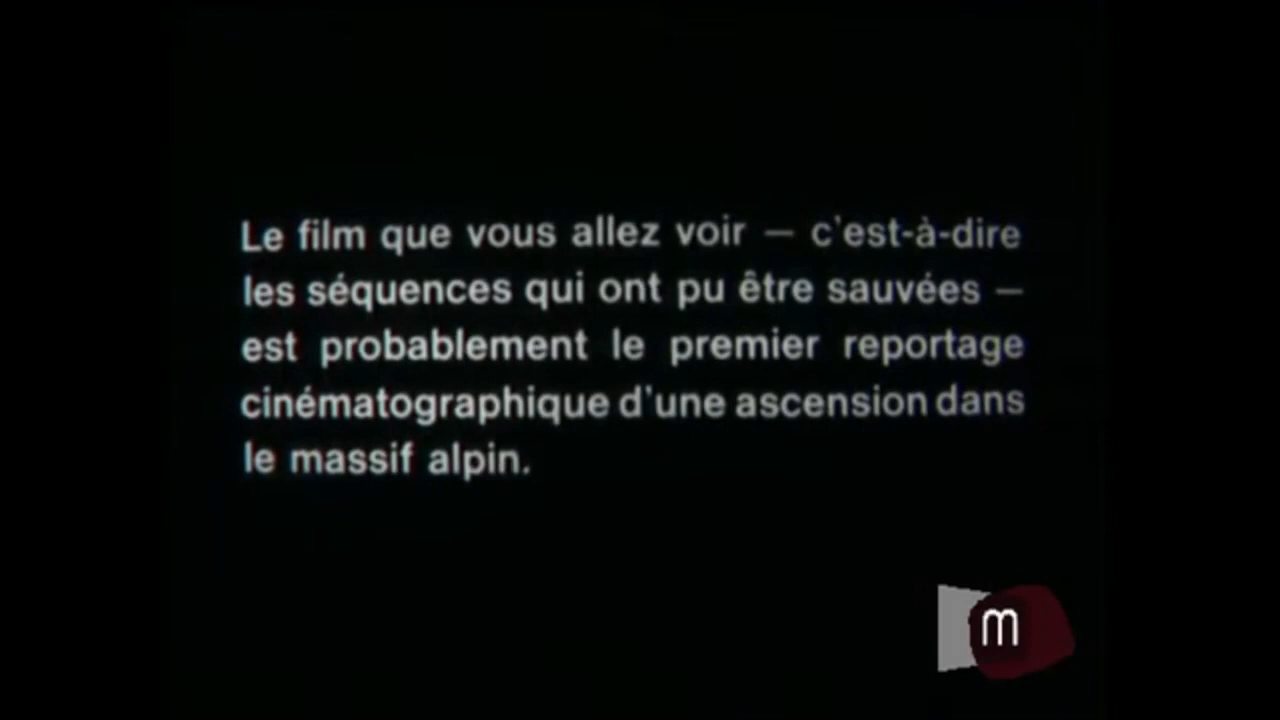 Le film que vous allez voir — c'est-à-dire
les séquences qui ont pu être sauvées —
est probablement le premier reportage
cinématographique d'une ascension dans
le massif alpin.
m